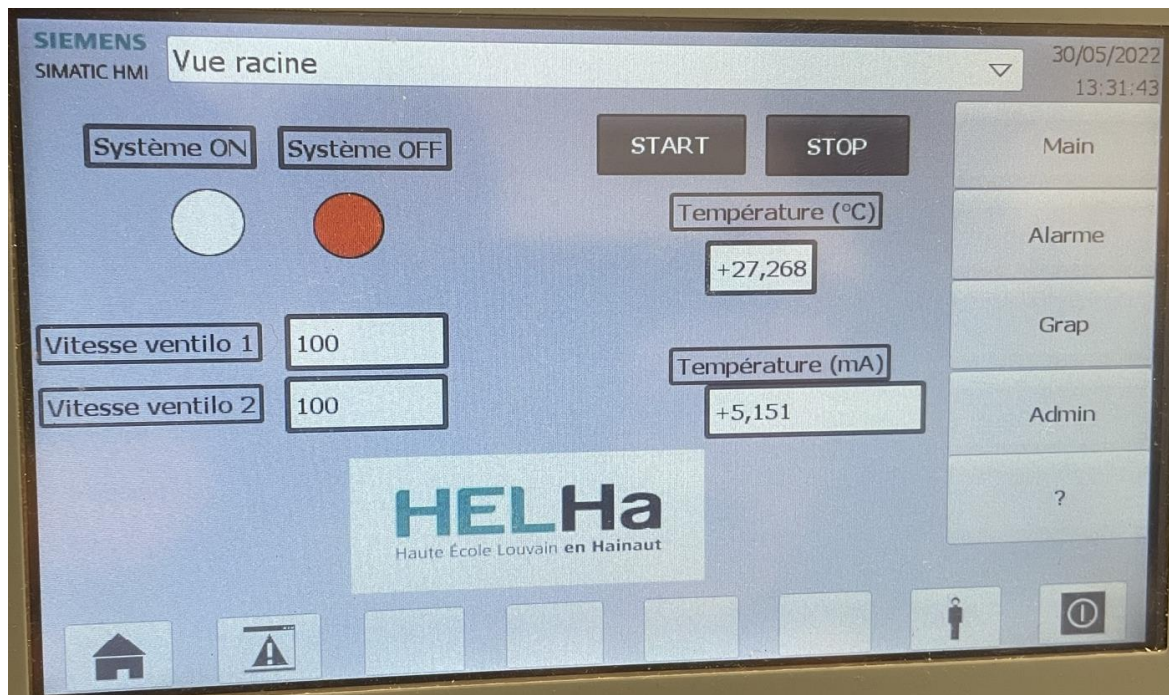 SIEMENS
SIMATIC HMI
Vue racine
30/05/2022
13:31:43
Système ON
Système OFF
START
STOP
Main
Température (°C)
+27,268
Alarme
Vitesse ventilo 1
100
Grap
Température (mA)
+5,151
Vitesse ventilo 2
100
Admin
?
HELHa
Haute École Louvain en Hainaut